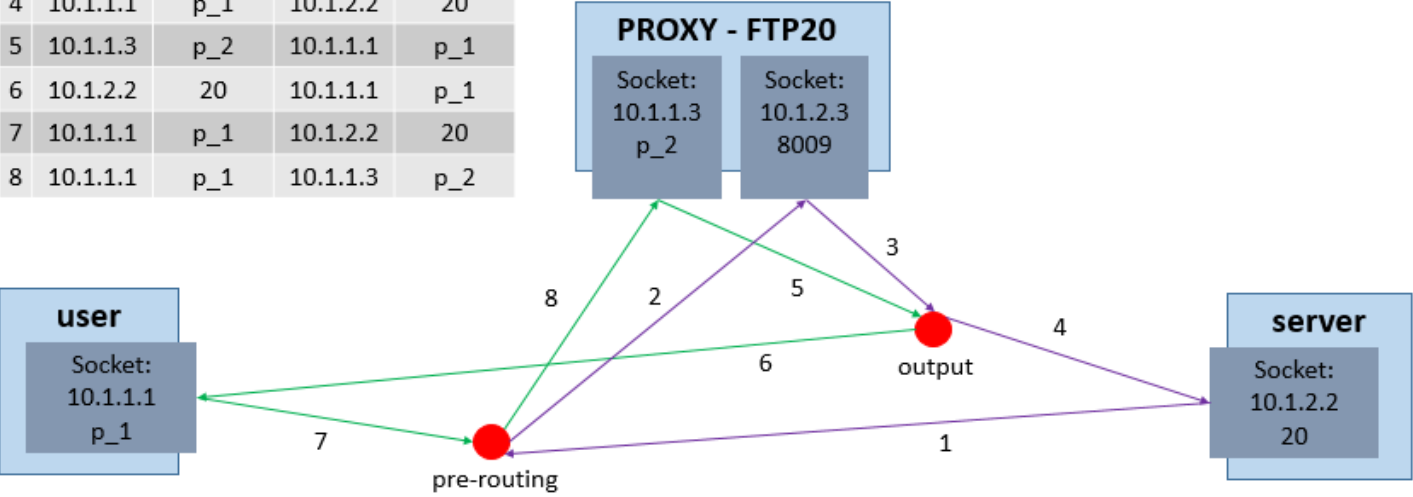 4 10.1.1.1 p_1 10.1.2.2 20
5 10.1.1.3 p_2 10.1.1.1 p_1
6 10.1.2.2 20 10.1.1.1 p_1
7 10.1.1.1 p_1 10.1.2.2 20
8 10.1.1.1 p_1 10.1.1.3 p_2
PROXY - FTP20
Socket:
10.1.1.3
p_2
Socket:
10.1.2.3
8009
3
8
2
5
4
6
output
7
1
pre-routing
user
Socket:
10.1.1.1
p_1
server
Socket:
10.1.2.2
20